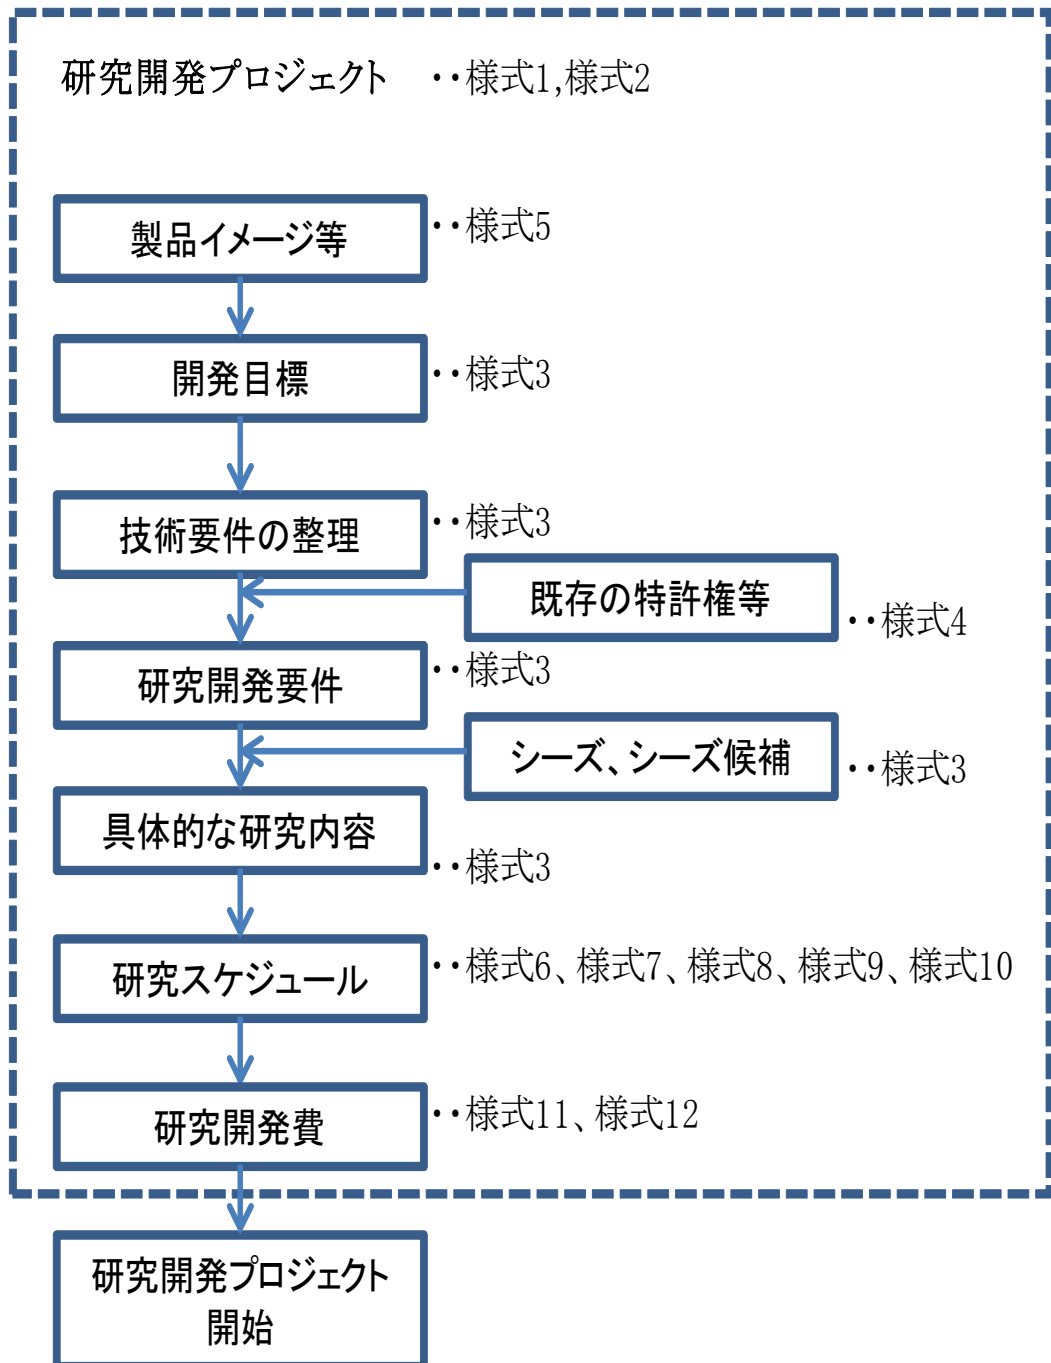 研究開発プロジェクト ‥様式1,様式2
製品イメージ等 ‥様式5
開発目標 ‥様式3
技術要件の整理 ‥様式3
既存の特許権等 ‥様式4
研究開発要件 ‥様式3
シーズ、シーズ候補 ‥様式3
具体的な研究内容 ‥様式3
研究スケジュール ‥様式6、様式7、様式8、様式9、様式10
研究開発費 ‥様式11、様式12
研究開発プロジェクト
開始